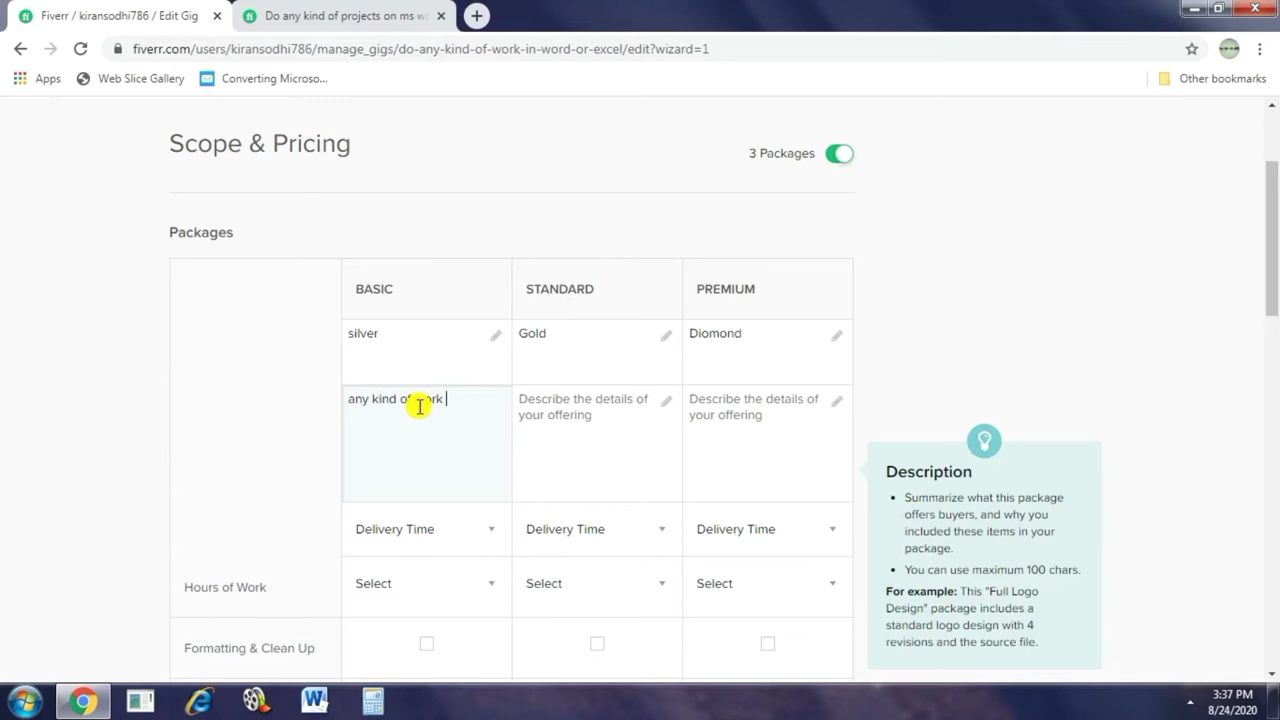 Fiverr / kiransodhi786 / Edit Gig
Do any kind of projects on ms wo
fiverr.com/users/kiransodhi786/manage_gigs/do-any-kind-of-work-in-word-or-excel/edit?wizard=1
Apps
Web Slice Gallery
Converting Microso...
Other bookmarks
Scope & Pricing
3 Packages
Packages
BASIC
STANDARD
PREMIUM
silver
Gold
Diomond
any kind of work
Describe the details of
your offering
Describe the details of
your offering
Description
• Summarize what this package
offers buyers, and why you
included these items in your
package.
• You can use maximum 100 chars.
For example: This "Full Logo
Design" package includes a
standard logo design with 4
revisions and the source file.
Delivery Time
Delivery Time
Delivery Time
Hours of Work
Select
Select
Select
Formatting & Clean Up
3:37 PM
8/24/2020